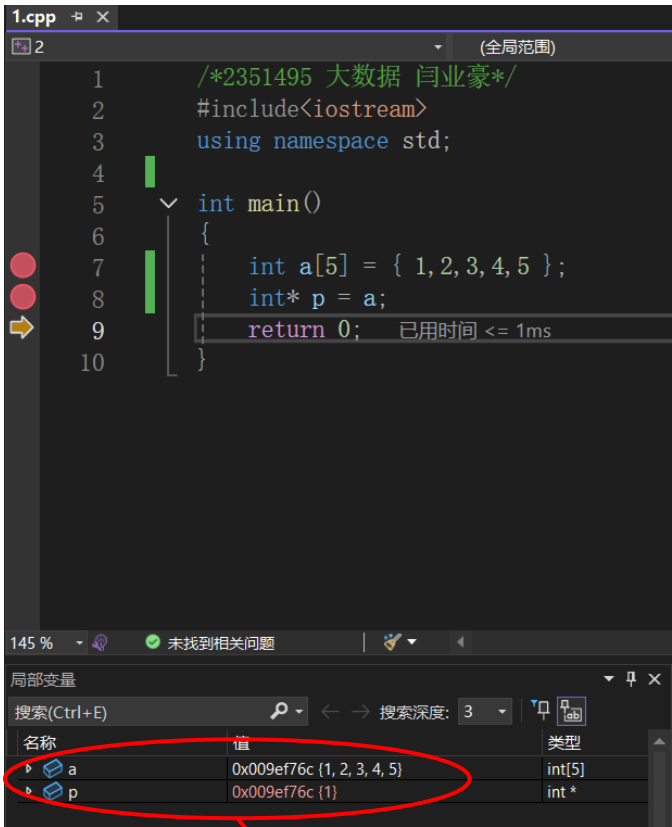 1.cpp
2 (全局范围)
1 /*2351495 大数据 闫业豪*/
2 #include<iostream>
3 using namespace std;
4
5 int main()
6 {
7 int a[5] = { 1,2,3,4,5 };
8 int* p = a;
9 return 0; 已用时间 <= 1ms
10 }
145 % 未找到相关问题
局部变量
搜索(Ctrl+E) 搜索深度: 3
名称 值 类型
a 0x009ef76c {1, 2, 3, 4, 5} int[5]
p 0x009ef76c {1} int *